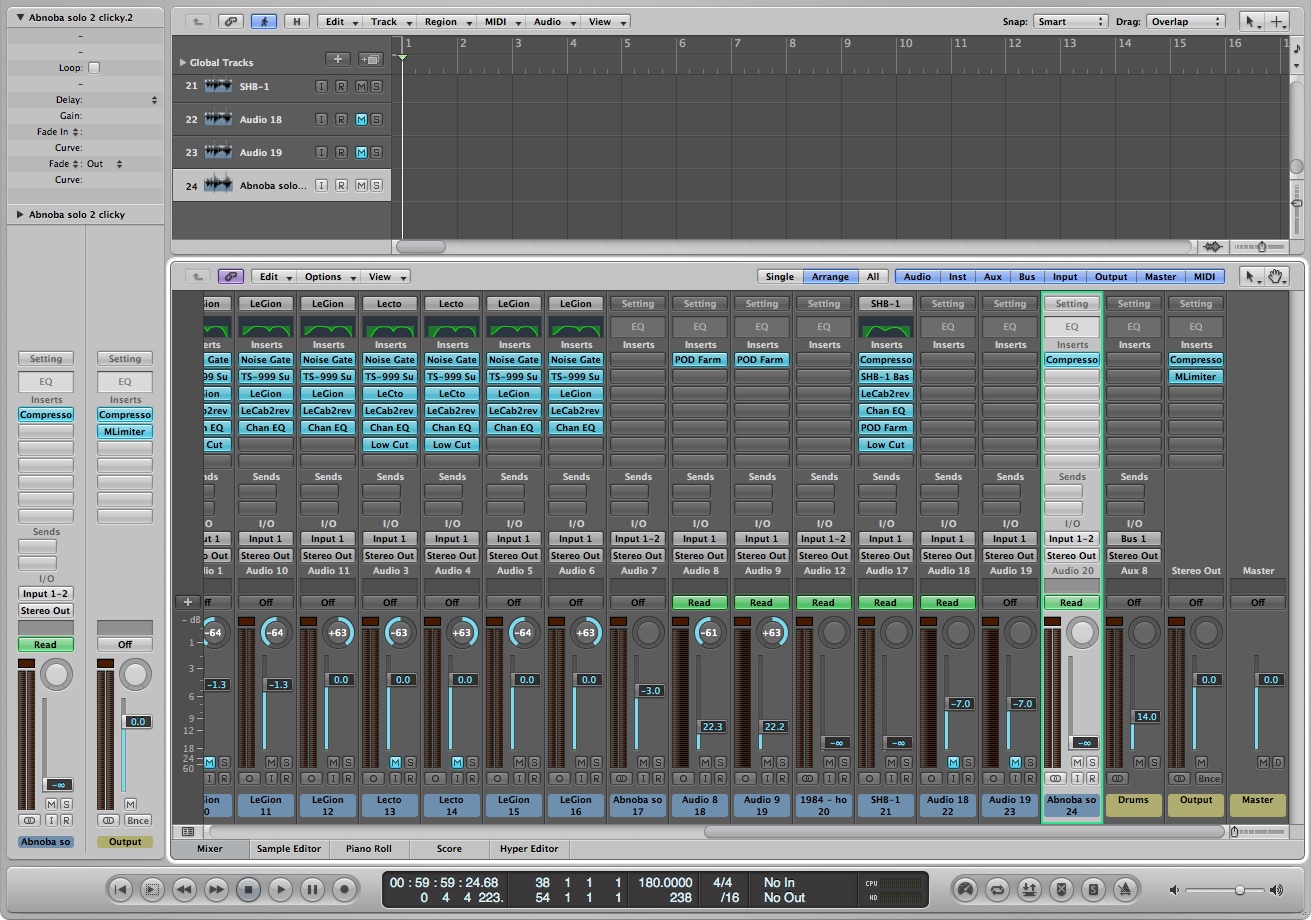 Abnoba solo 2 clicky.2
–
–
Loop:
–
Delay:
Gain:
Fade In :
Curve:
Fade : Out
Curve:
Abnoba solo 2 clicky
H Edit Track Region MIDI Audio View Snap: Smart Drag: Overlap
1 2 3 4 5 6 7 8 9 10 11 12 13 14 15 16 1
Global Tracks
21 SHB-1 I R M S
22 Audio 18 I R M S
23 Audio 19 I R M S
24 Abnoba solo... I R M S
Edit Options View Single Arrange All Audio Inst Aux Bus Input Output Master MIDI
Gion LeGion LeGion Lecto Lecto LeGion LeGion Setting Setting Setting Setting SHB-1 Setting Setting Setting Setting Setting
EQ EQ EQ EQ EQ EQ EQ EQ EQ
Inserts Inserts Inserts Inserts Inserts Inserts Inserts Inserts Inserts Inserts Inserts Inserts Inserts Inserts Inserts Inserts
e Gate Noise Gate Noise Gate Noise Gate Noise Gate Noise Gate Noise Gate POD Farm POD Farm Compresso Compresso Compresso
999 Su TS-999 Su TS-999 Su TS-999 Su TS-999 Su TS-999 Su TS-999 Su SHB-1 Bas MLimiter
Gion LeGion LeGion LeCto LeCto LeGion LeGion LeCab2rev
ab2rev LeCab2rev LeCab2rev LeCab2rev LeCab2rev LeCab2rev LeCab2rev Chan EQ
n EQ Chan EQ Chan EQ Chan EQ Chan EQ Chan EQ Chan EQ POD Farm
Cut Low Cut Low Cut Low Cut
nds Sends Sends Sends Sends Sends Sends Sends Sends Sends Sends Sends Sends Sends Sends Sends
/O I/O I/O I/O I/O I/O I/O I/O I/O I/O I/O I/O I/O I/O I/O I/O
ut 1 Input 1 Input 1 Input 1 Input 1 Input 1 Input 1 Input 1-2 Input 1 Input 1 Input 1-2 Input 1 Input 1 Input 1 Input 1-2 Bus 1
eo Out Stereo Out Stereo Out Stereo Out Stereo Out Stereo Out Stereo Out Stereo Out Stereo Out Stereo Out Stereo Out Stereo Out Stereo Out Stereo Out Stereo Out Stereo Out
io 1 Audio 10 Audio 11 Audio 3 Audio 4 Audio 5 Audio 6 Audio 7 Audio 8 Audio 9 Audio 12 Audio 17 Audio 18 Audio 19 Audio 20 Aux 8 Stereo Out Master
ff Off Off Off Off Off Off Off Read Read Read Read Read Off Read Off Off Off
- dB
-64 -64 +63 -63 +63 -64 +63 -61 +63
1
3
6
9
12
18
24
60
-1.3 -1.3 0.0 0.0 0.0 0.0 0.0 -3.0 22.3 22.2 -∞ -∞ -7.0 -7.0 -∞ 14.0 0.0 0.0
M S M S M S M S M S M S M S M S M S M S M S M S M S M S M S M S M M D
I R I R I R I R I R I R I R I R I R I R I R I R I R I R I R Bnce
Gion LeGion LeGion Lecto Lecto LeGion LeGion Abnoba so Audio 8 Audio 9 1984 - ho SHB-1 Audio 18 Audio 19 Abnoba so Drums Output Master
0 11 12 13 14 15 16 17 18 19 20 21 22 23 24
Setting Setting
EQ EQ
Inserts Inserts
Compresso Compresso
MLimiter
Sends
I/O
Input 1-2
Stereo Out
Read Off
0.0
-∞
M S M
I R Bnce
Abnoba so Output
Mixer Sample Editor Piano Roll Score Hyper Editor
00 : 59 : 59 : 24.68 38 1 1 1 180.0000 4/4 No In CPU
0 4 4 223. 54 1 1 1 238 /16 No Out HD
S